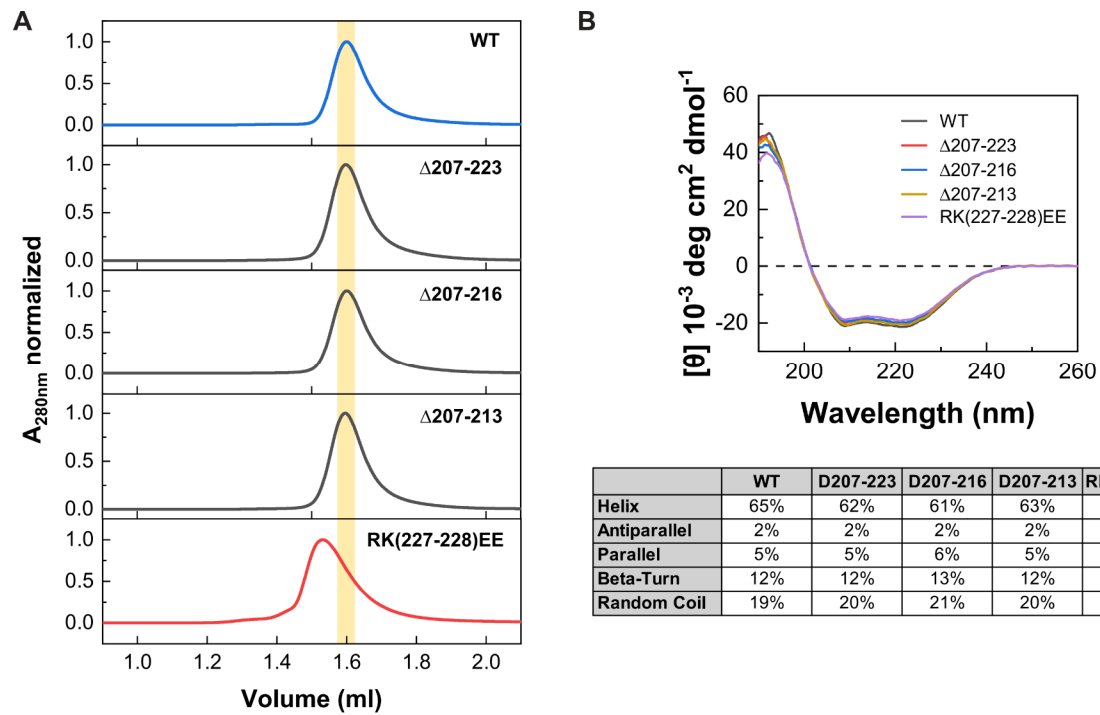 A
WT
1.0
0.5
0.0
Δ207-223
1.0
0.5
0.0
Δ207-216
1.0
0.5
0.0
Δ207-213
1.0
0.5
0.0
RK(227-228)EE
1.0
0.5
0.0
A280nm normalized
1.0 1.2 1.4 1.6 1.8 2.0
Volume (ml)
B
60
40
20
0
-20
[θ] 10⁻³ deg cm² dmol⁻¹
WT
Δ207-223
Δ207-216
Δ207-213
RK(227-228)EE
200 220 240 260
Wavelength (nm)
WT D207-223 D207-216 D207-213
Helix 65% 62% 61% 63%
Antiparallel 2% 2% 2% 2%
Parallel 5% 5% 6% 5%
Beta-Turn 12% 12% 13% 12%
Random Coil 19% 20% 21% 20%